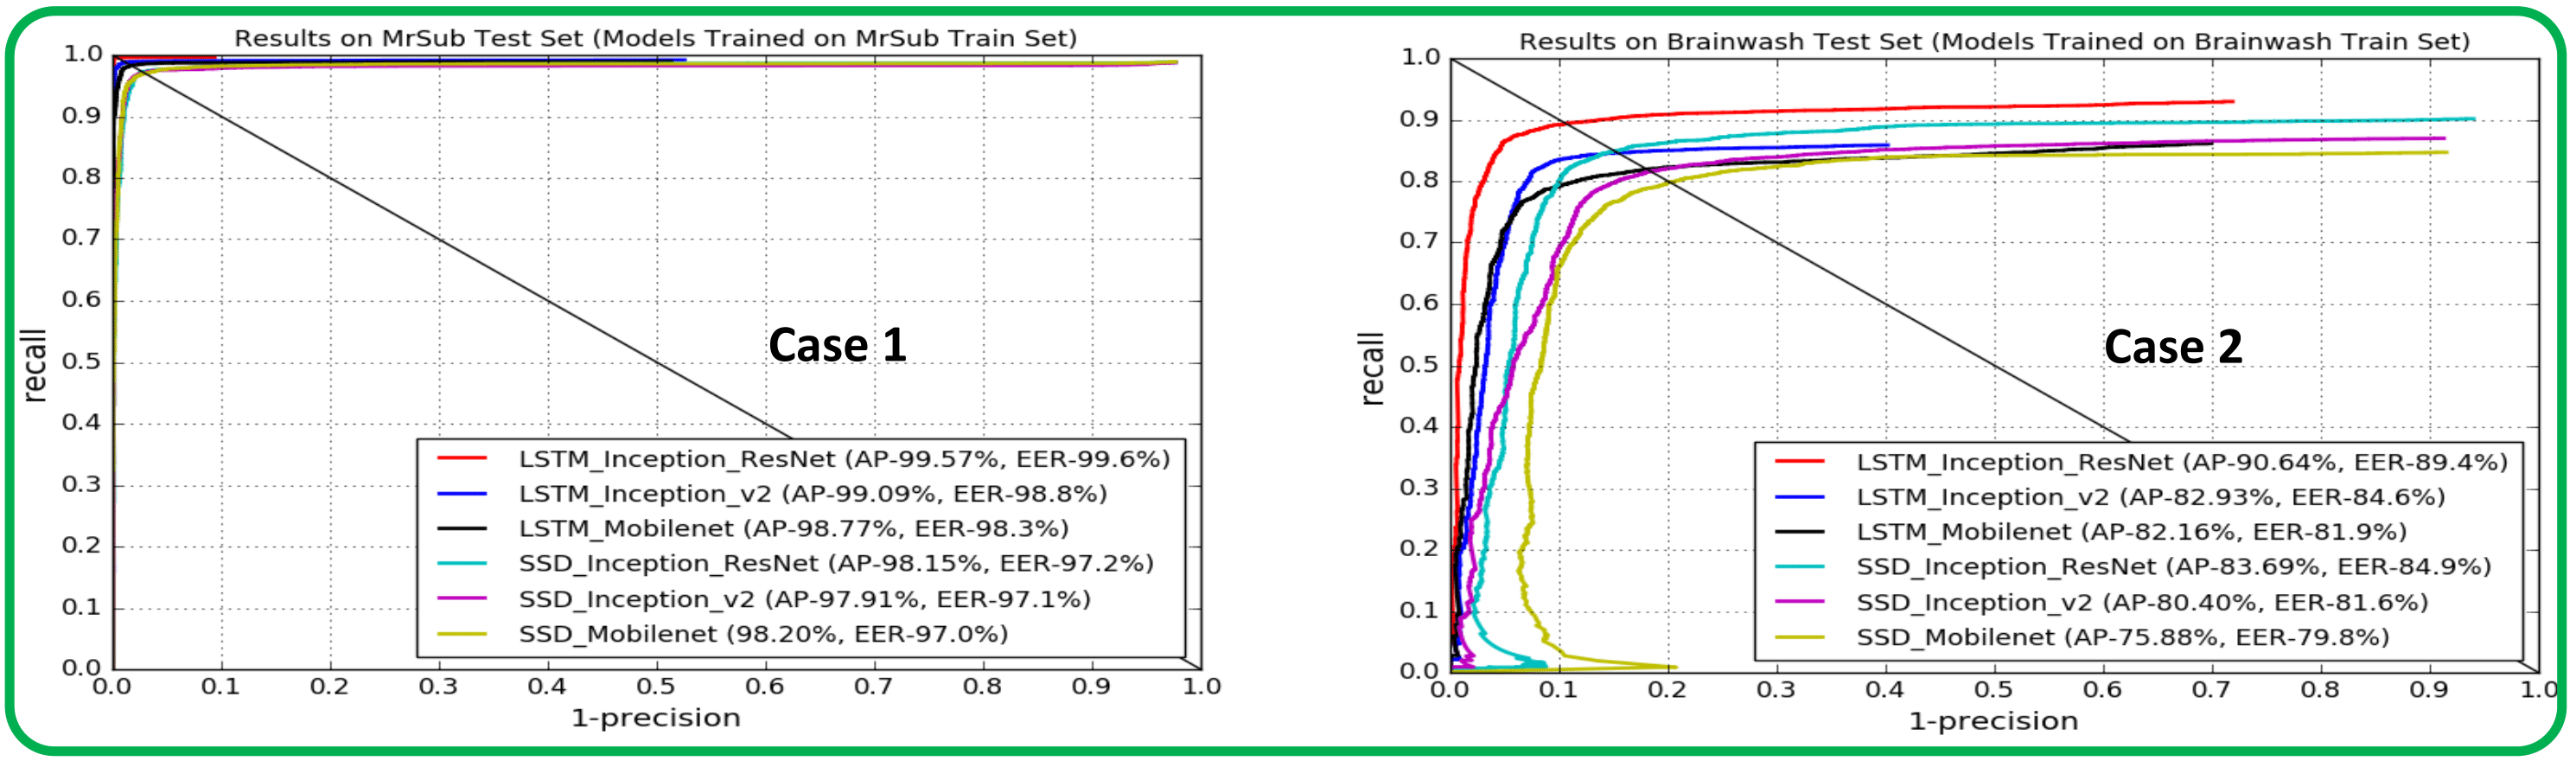 Results on MrSub Test Set (Models Trained on MrSub Train Set)
1.0
0.9
0.8
0.7
0.6
0.5
0.4
0.3
0.2
0.1
0.0
recall
Case 1
LSTM_Inception_ResNet (AP-99.57%, EER-99.6%)
LSTM_Inception_v2 (AP-99.09%, EER-98.8%)
LSTM_Mobilenet (AP-98.77%, EER-98.3%)
SSD_Inception_ResNet (AP-98.15%, EER-97.2%)
SSD_Inception_v2 (AP-97.91%, EER-97.1%)
SSD_Mobilenet (98.20%, EER-97.0%)
0.0 0.1 0.2 0.3 0.4 0.5 0.6 0.7 0.8 0.9 1.0
1-precision
Results on Brainwash Test Set (Models Trained on Brainwash Train Set)
1.0
0.9
0.8
0.7
0.6
0.5
0.4
0.3
0.2
0.1
0.0
recall
Case 2
LSTM_Inception_ResNet (AP-90.64%, EER-89.4%)
LSTM_Inception_v2 (AP-82.93%, EER-84.6%)
LSTM_Mobilenet (AP-82.16%, EER-81.9%)
SSD_Inception_ResNet (AP-83.69%, EER-84.9%)
SSD_Inception_v2 (AP-80.40%, EER-81.6%)
SSD_Mobilenet (AP-75.88%, EER-79.8%)
0.0 0.1 0.2 0.3 0.4 0.5 0.6 0.7 0.8 0.9 1.0
1-precision